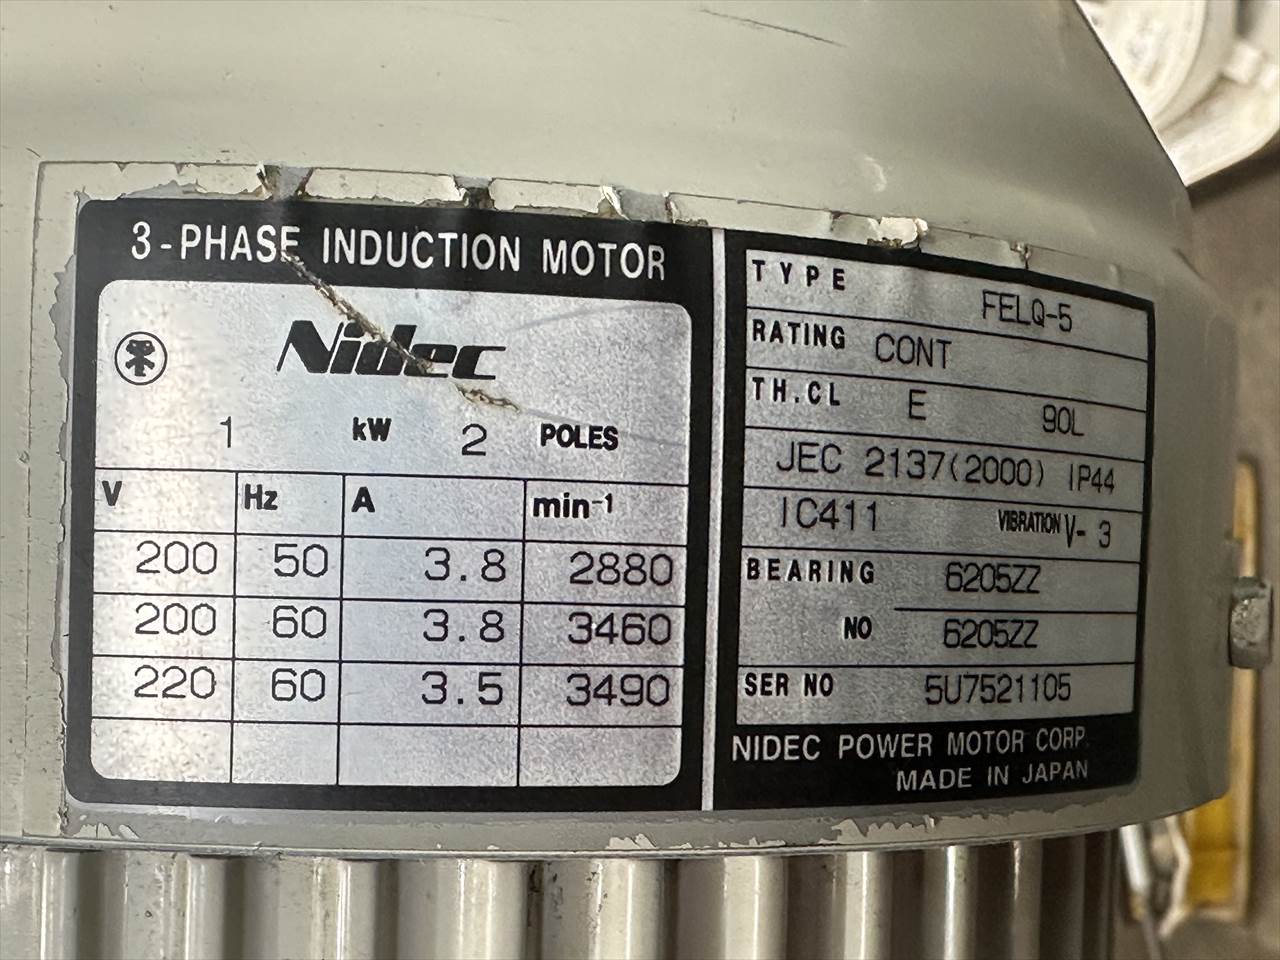 3-PHASE INDUCTION MOTOR
Nidec
1 kW 2 POLES
V Hz A min-1
200 50 3.8 2880
200 60 3.8 3460
220 60 3.5 3490
TYPE FELQ-5
RATING CONT
TH.CL E 90L
JEC 2137(2000) IP44
IC411 VIBRATION V- 3
BEARING 6205ZZ
NO 6205ZZ
SER NO 5U7521105
NIDEC POWER MOTOR CORP.
MADE IN JAPAN